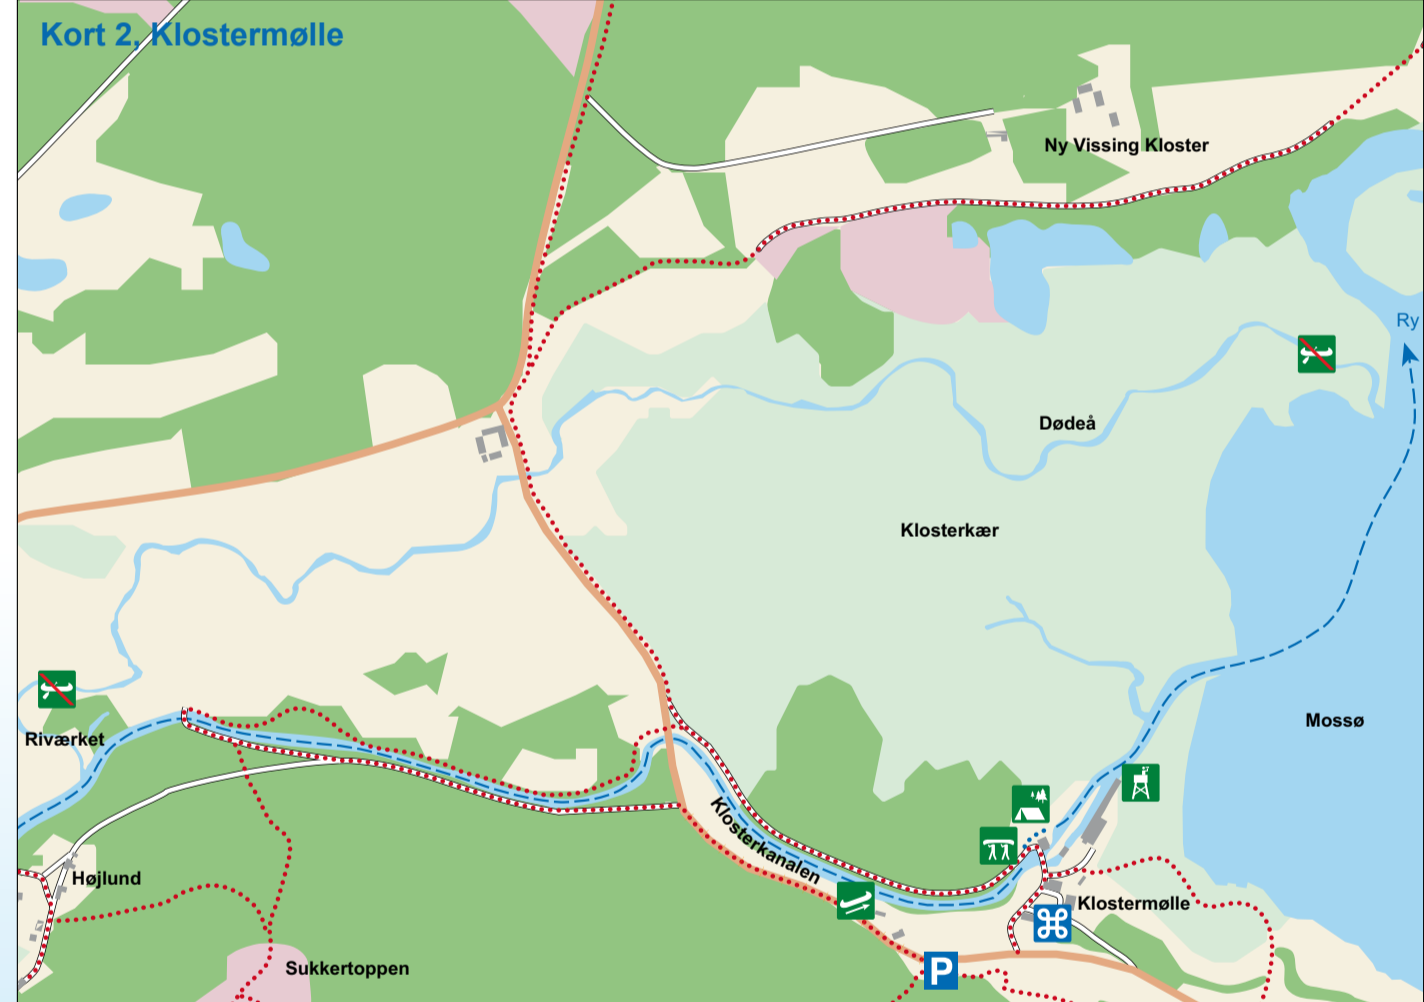 Kort 2, Klostermølle
Ny Vissing Kloster
Ry
Dødeå
Klosterkær
Mossø
Riværket
Klosterkanalen
Højlund
Klostermølle
Sukkertoppen
P